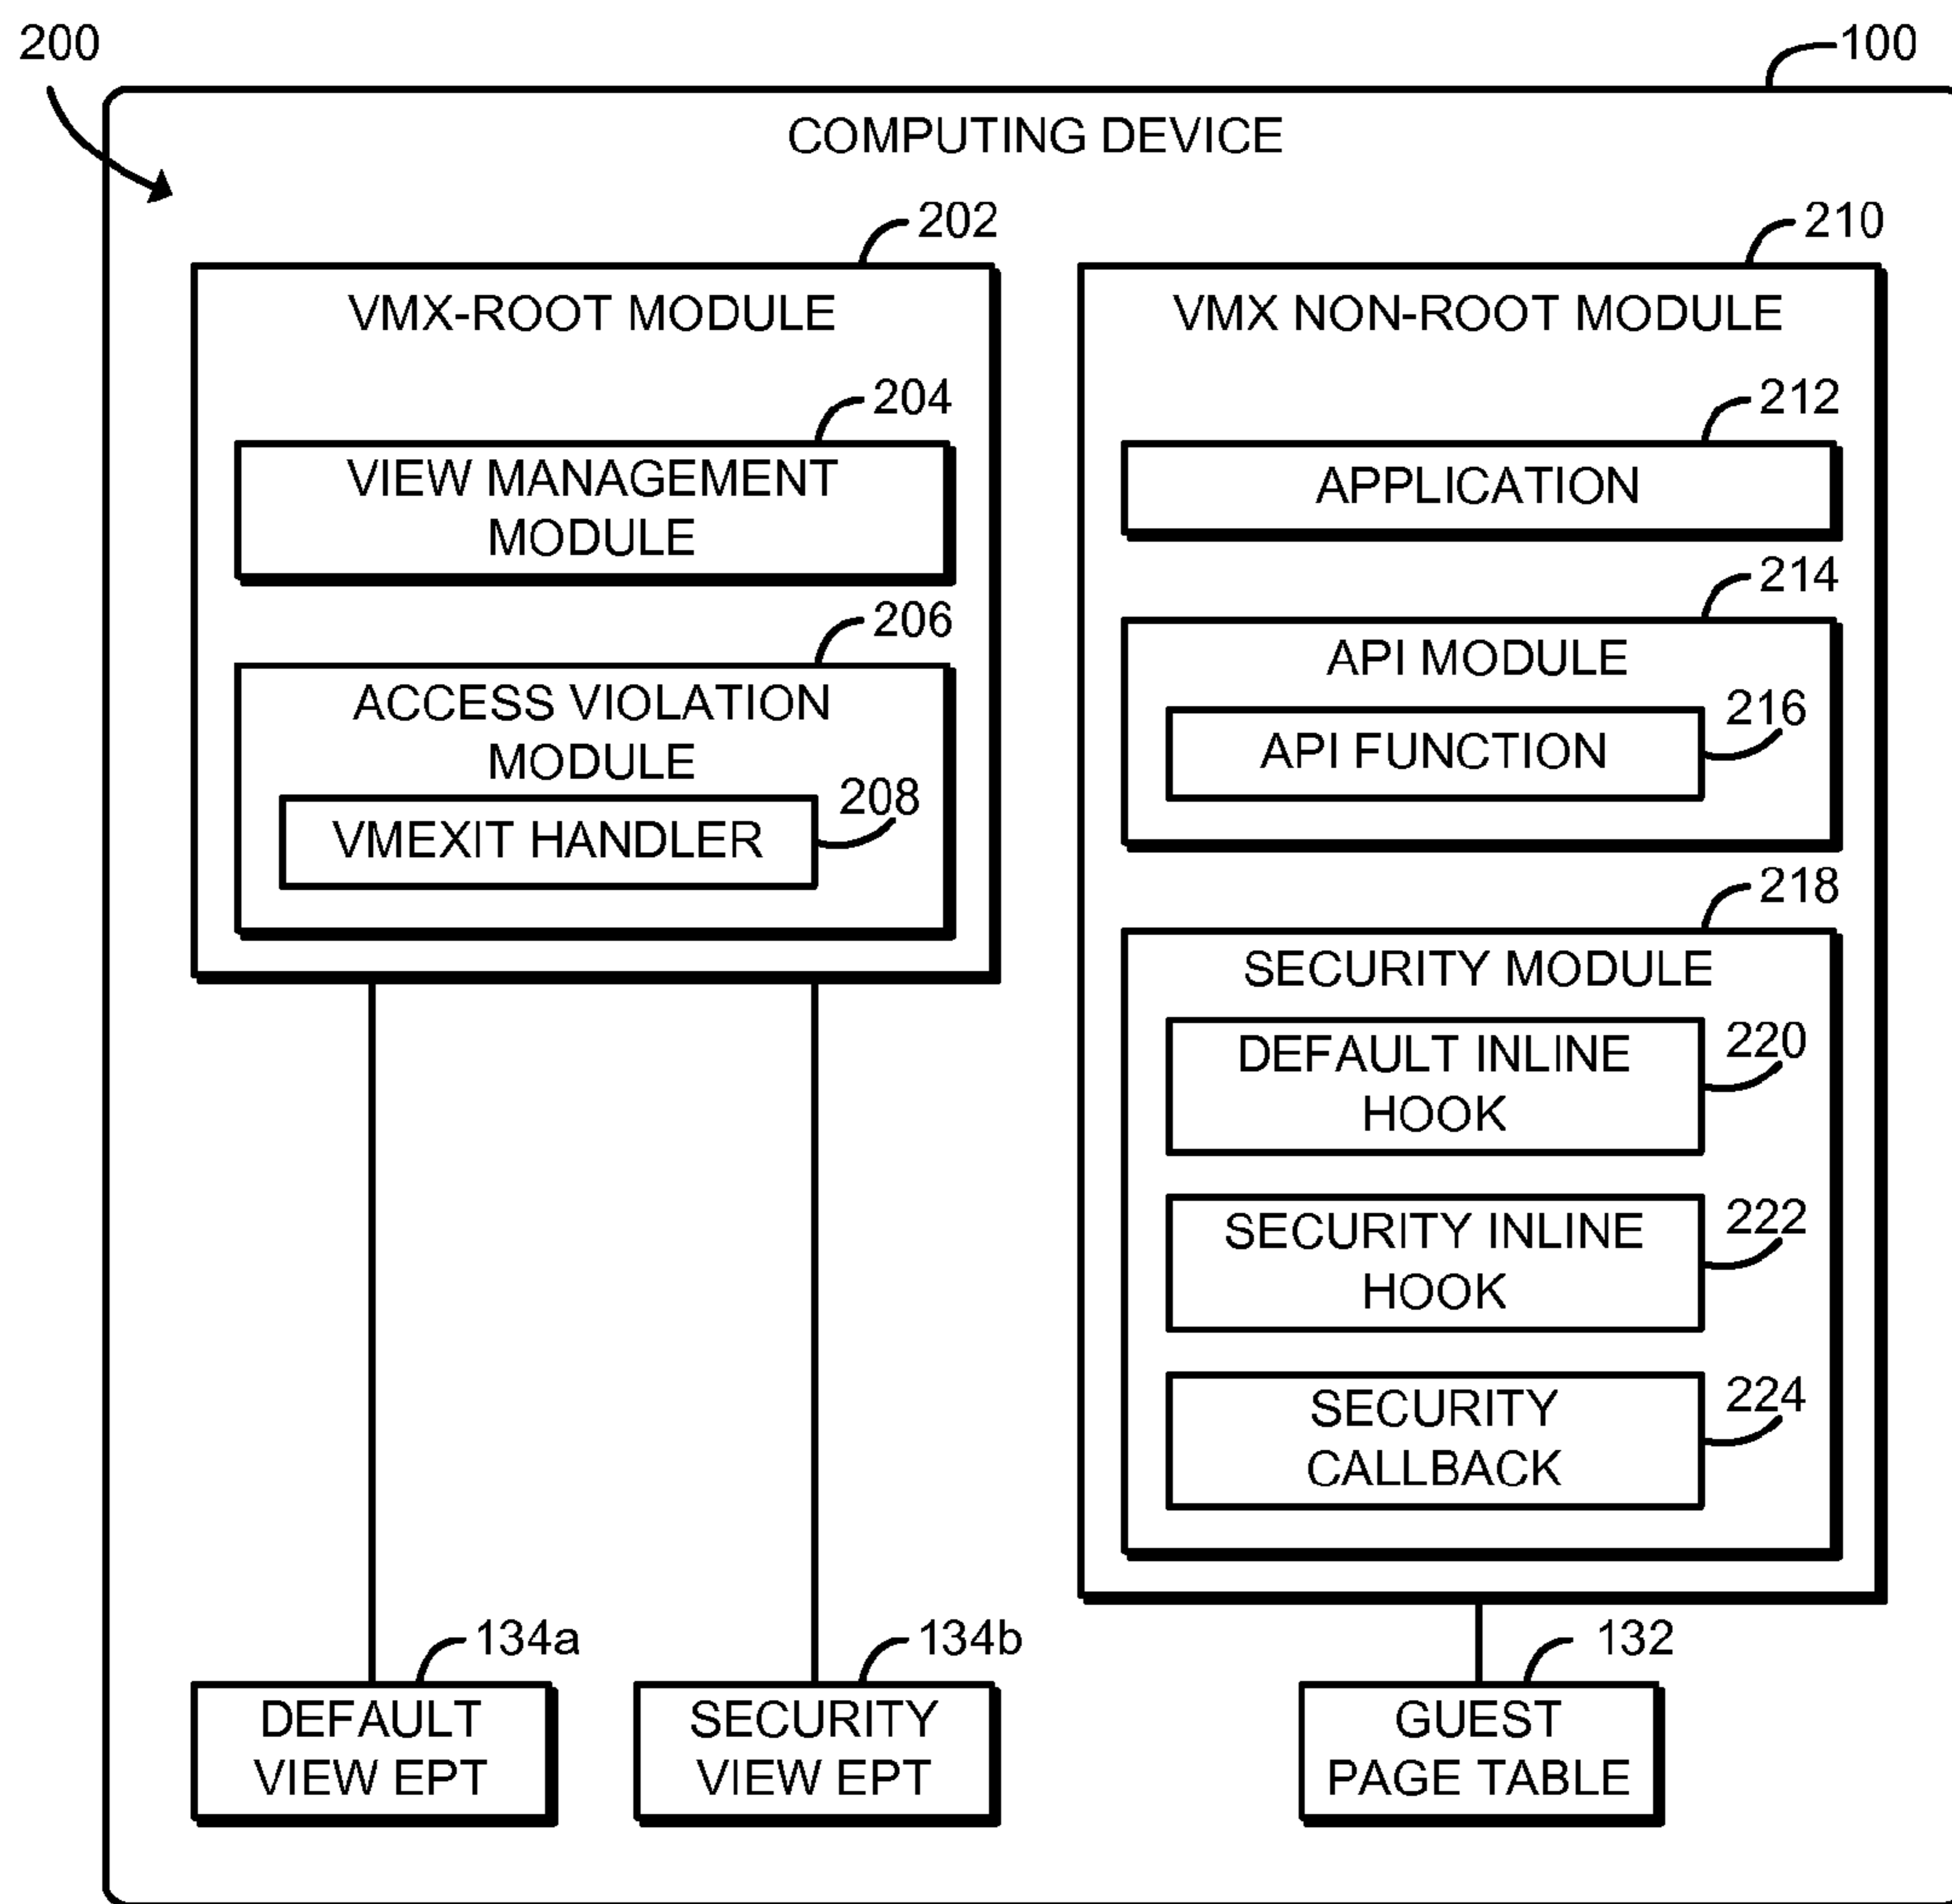 200
100
COMPUTING DEVICE
202
VMX-ROOT MODULE
204
VIEW MANAGEMENT
MODULE
206
ACCESS VIOLATION
MODULE
208
VMEXIT HANDLER
210
VMX NON-ROOT MODULE
212
APPLICATION
214
API MODULE
216
API FUNCTION
218
SECURITY MODULE
220
DEFAULT INLINE
HOOK
222
SECURITY INLINE
HOOK
224
SECURITY
CALLBACK
134a
DEFAULT
VIEW EPT
134b
SECURITY
VIEW EPT
132
GUEST
PAGE TABLE